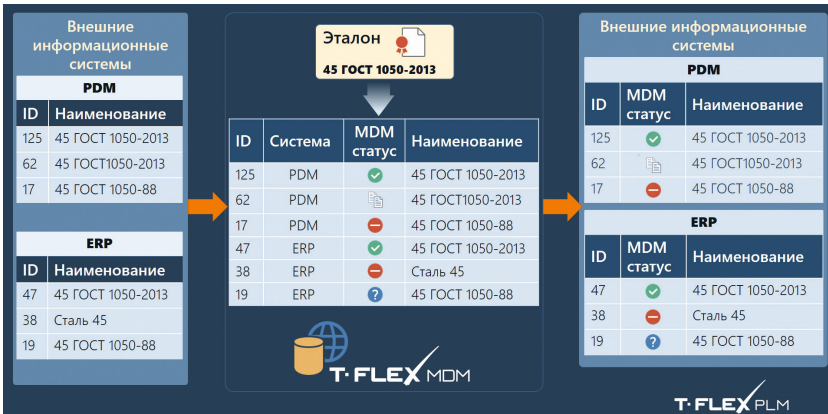 Внешние
информационные
системы
PDM
ID Наименование
125 45 ГОСТ 1050-2013
62 45 ГОСТ1050-2013
17 45 ГОСТ 1050-88
ERP
ID Наименование
47 45 ГОСТ 1050-2013
38 Сталь 45
19 45 ГОСТ 1050-88
Эталон
45 ГОСТ 1050-2013
ID Система MDM статус Наименование
125 PDM 45 ГОСТ 1050-2013
62 PDM 45 ГОСТ1050-2013
17 PDM 45 ГОСТ 1050-88
47 ERP 45 ГОСТ 1050-2013
38 ERP Сталь 45
19 ERP ? 45 ГОСТ 1050-88
T-FLEX MDM
Внешние информационные
системы
PDM
ID MDM статус Наименование
125 45 ГОСТ 1050-2013
62 45 ГОСТ1050-2013
17 45 ГОСТ 1050-88
ERP
ID MDM статус Наименование
47 45 ГОСТ 1050-2013
38 Сталь 45
19 ? 45 ГОСТ 1050-88
T-FLEX PLM